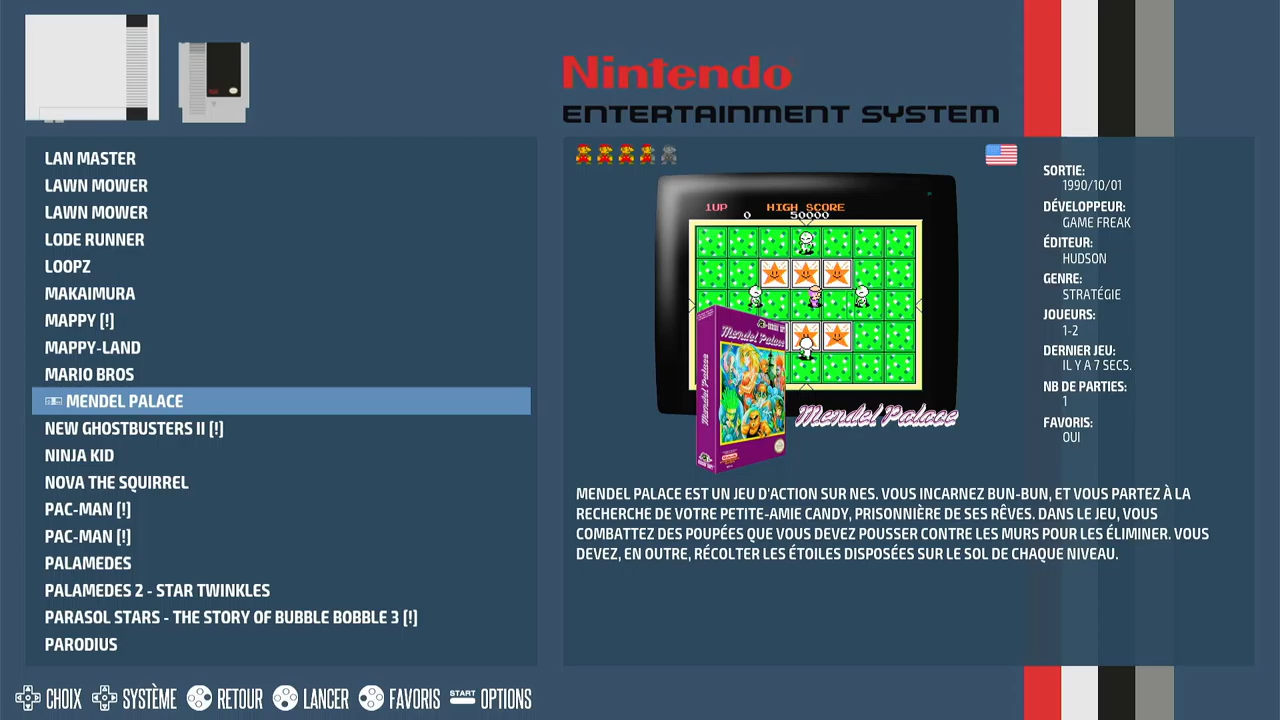 Nintendo
ENTERTAINMENT SYSTEM
LAN MASTER
LAWN MOWER
LAWN MOWER
LODE RUNNER
LOOPZ
MAKAIMURA
MAPPY [!]
MAPPY-LAND
MARIO BROS
MENDEL PALACE
NEW GHOSTBUSTERS II [!]
NINJA KID
NOVA THE SQUIRREL
PAC-MAN [!]
PAC-MAN [!]
PALAMEDES
PALAMEDES 2 - STAR TWINKLES
PARASOL STARS - THE STORY OF BUBBLE BOBBLE 3 [!]
PARODIUS
1UP HIGH SCORE
0 50000
Mendel Palace
Mendel Palace
Mendel Palace
SORTIE:
1990/10/01
DÉVELOPPEUR:
GAME FREAK
ÉDITEUR:
HUDSON
GENRE:
STRATÉGIE
JOUEURS:
1-2
DERNIER JEU:
IL Y A 7 SECS.
NB DE PARTIES:
1
FAVORIS:
OUI
MENDEL PALACE EST UN JEU D'ACTION SUR NES. VOUS INCARNEZ BUN-BUN, ET VOUS PARTEZ À LA
RECHERCHE DE VOTRE PETITE-AMIE CANDY, PRISONNIÈRE DE SES RÊVES. DANS LE JEU, VOUS
COMBATTEZ DES POUPÉES QUE VOUS DEVEZ POUSSER CONTRE LES MURS POUR LES ÉLIMINER. VOUS
DEVEZ, EN OUTRE, RÉCOLTER LES ÉTOILES DISPOSÉES SUR LE SOL DE CHAQUE NIVEAU.
CHOIX SYSTÈME RETOUR LANCER FAVORIS START OPTIONS